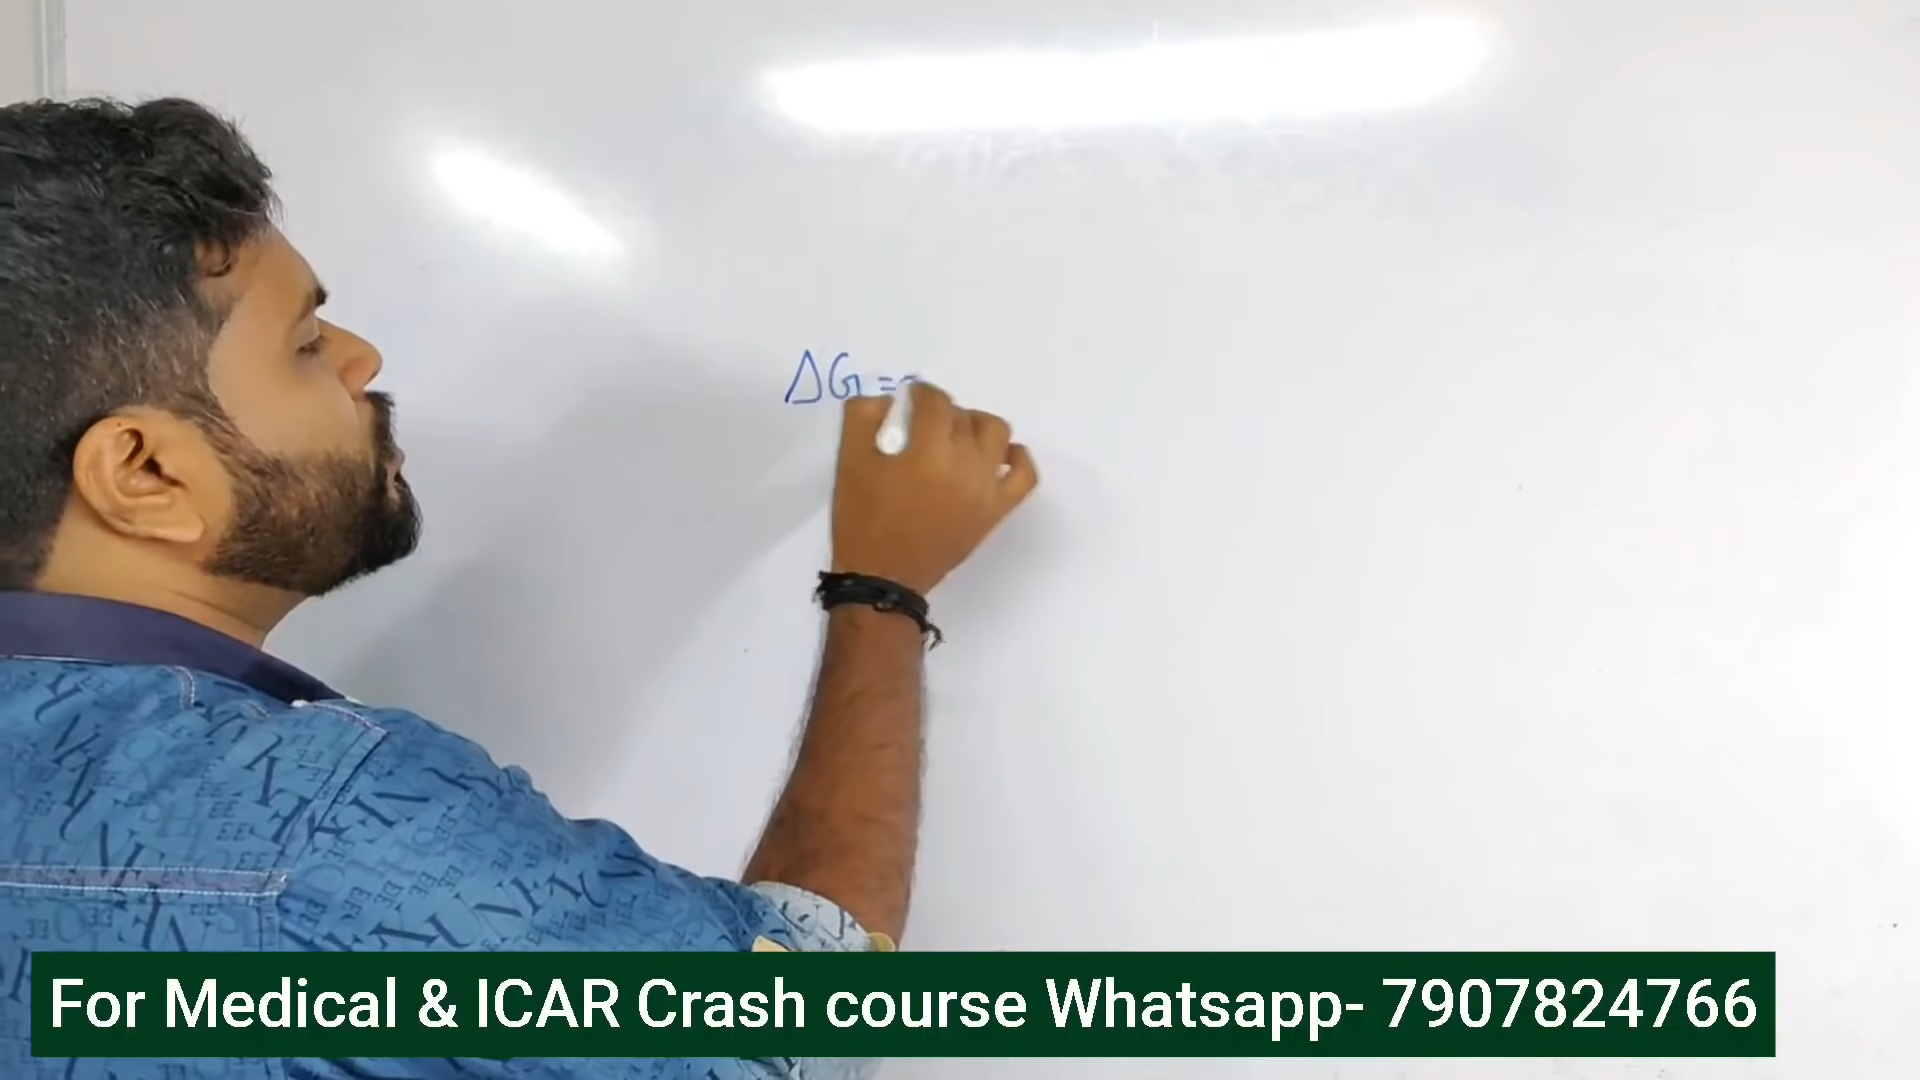 ΔG =
For Medical & ICAR Crash course Whatsapp- 7907824766